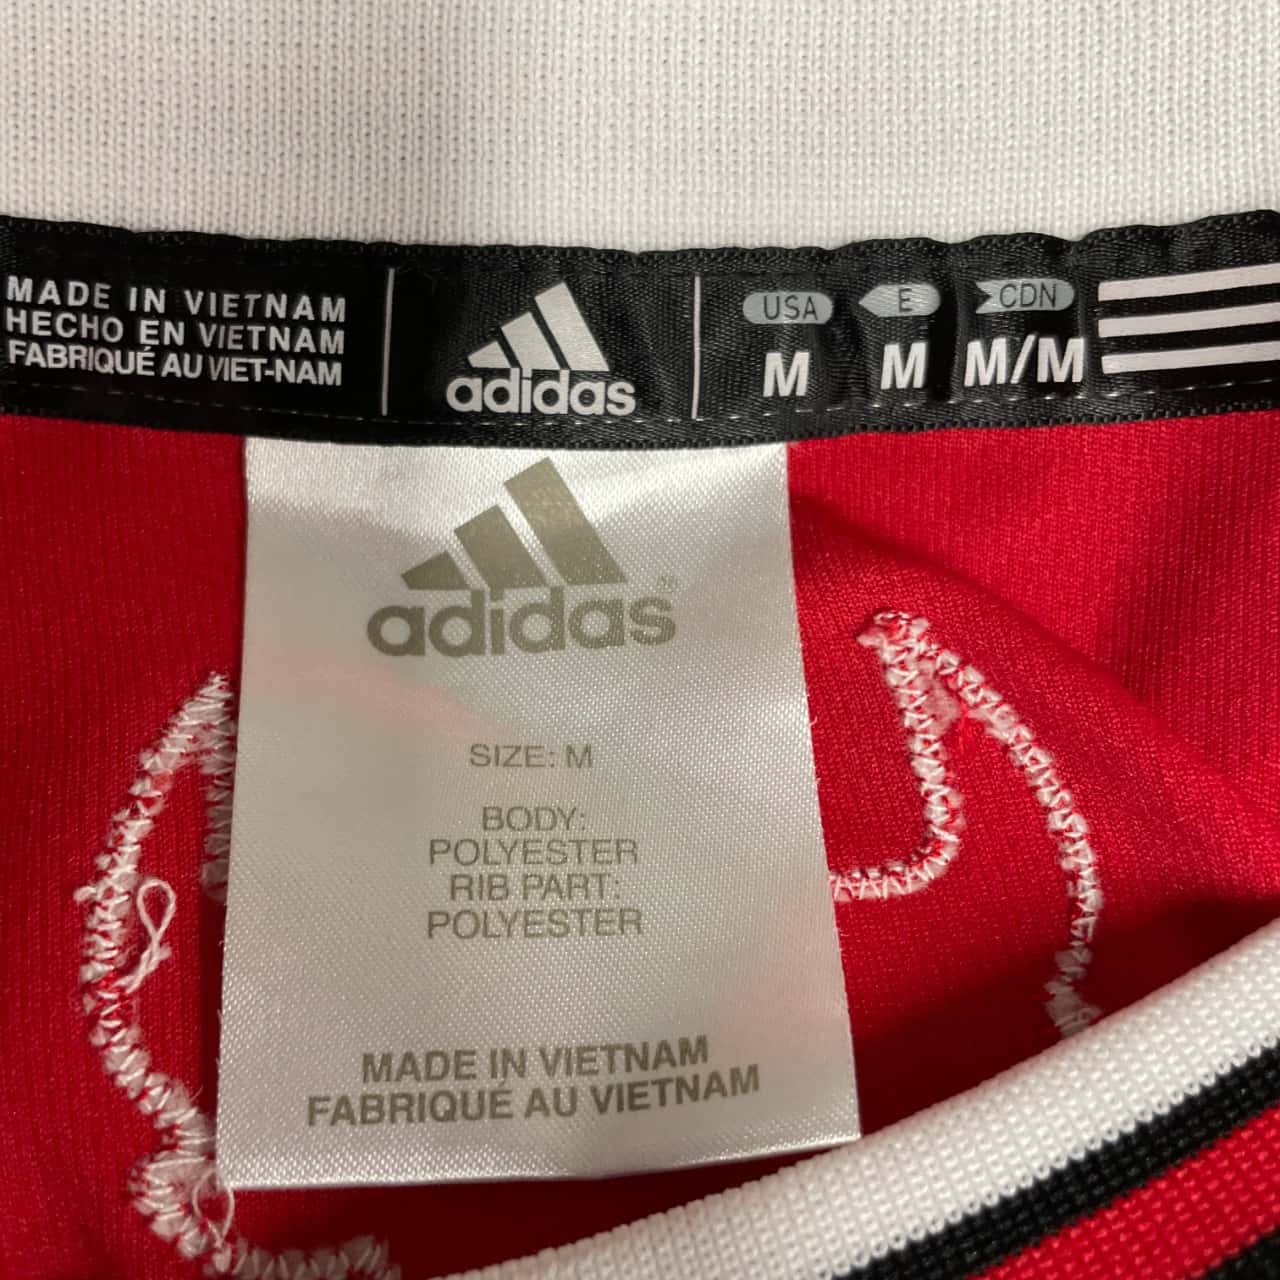 MADE IN VIETNAM
HECHO EN VIETNAM
FABRIQUÉ AU VIET-NAM
adidas
USA E CDN
M M M/M
adidas
SIZE: M
BODY:
POLYESTER
RIB PART:
POLYESTER
MADE IN VIETNAM
FABRIQUÉ AU VIETNAM